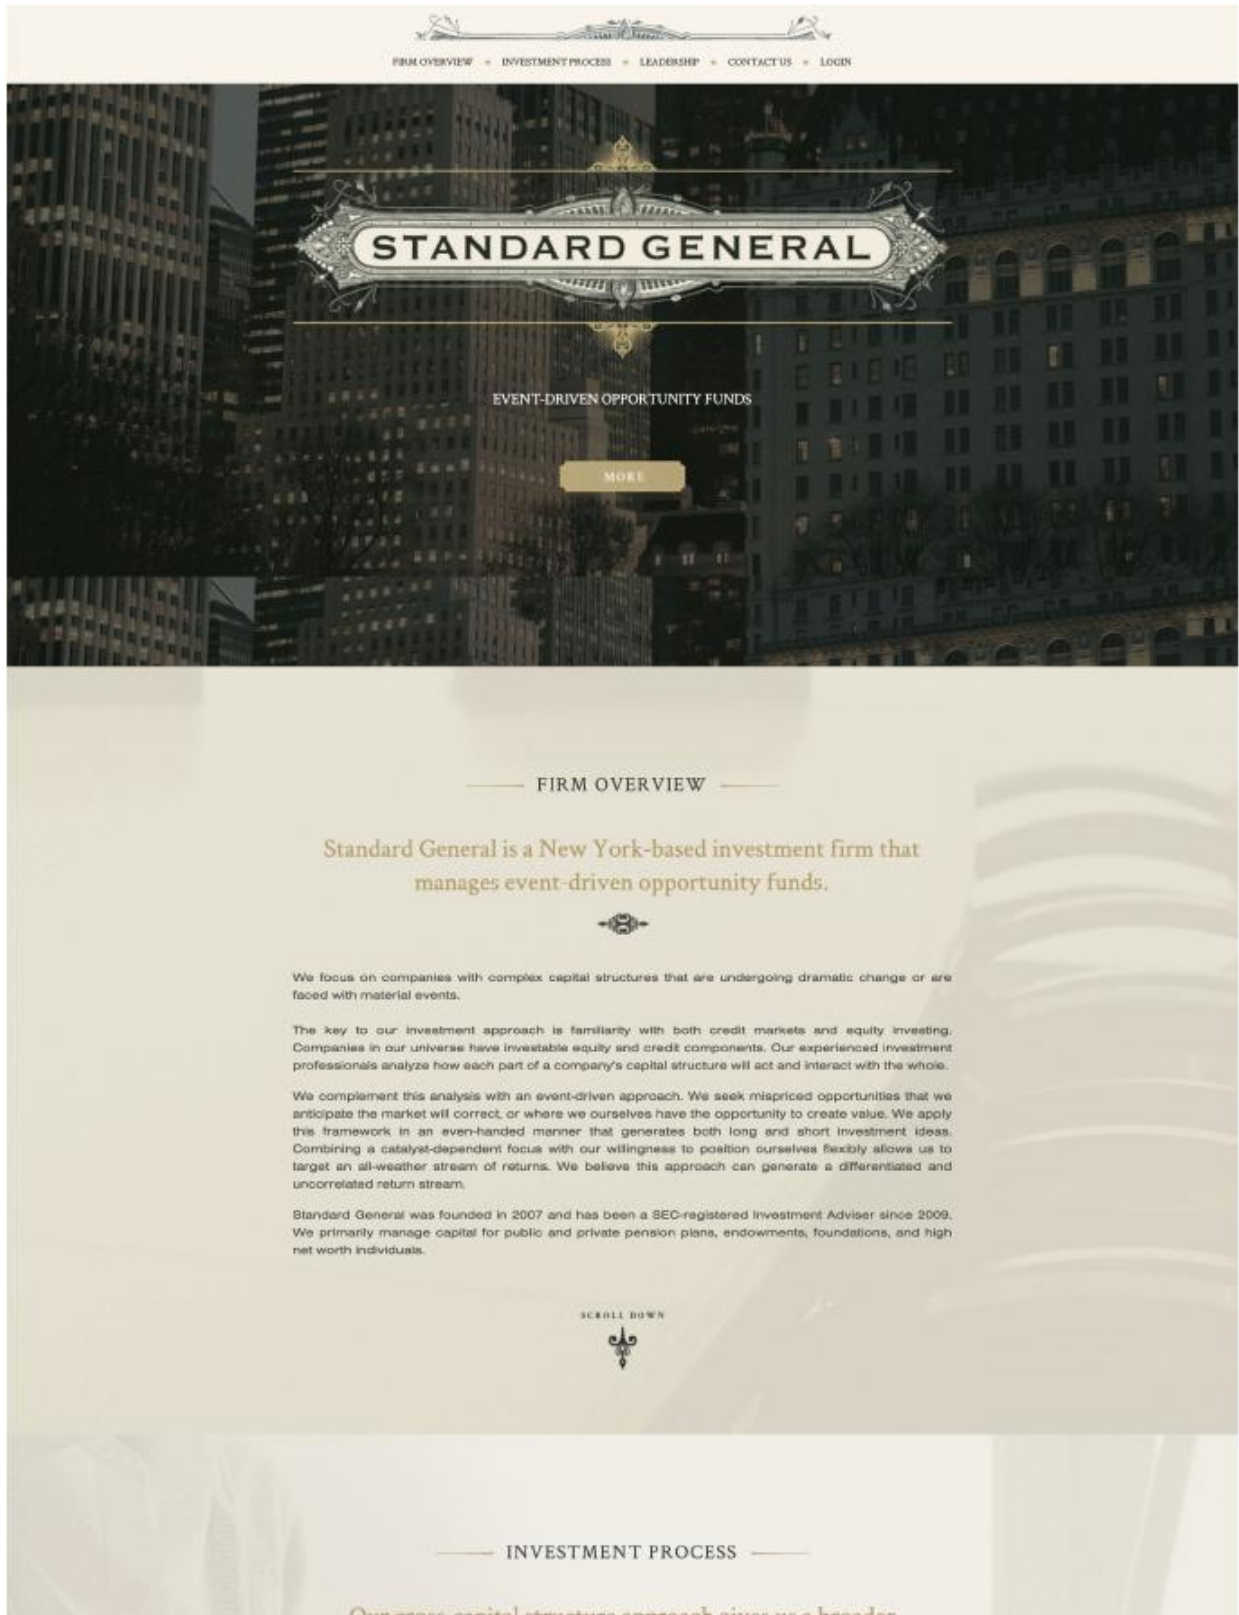 FIRM OVERVIEW INVESTMENT PROCESS LEADERSHIP CONTACT US LOGIN
STANDARD GENERAL
EVENT-DRIVEN OPPORTUNITY FUNDS
MORE
FIRM OVERVIEW
Standard General is a New York-based investment firm that
manages event-driven opportunity funds.
We focus on companies with complex capital structures that are undergoing dramatic change or are
faced with material events.
The key to our investment approach is familiarity with both credit markets and equity investing.
Companies in our universe have investable equity and credit components. Our experienced investment
professionals analyze how each part of a company's capital structure will act and interact with the whole.
We complement this analysis with an event-driven approach. We seek mispriced opportunities that we
anticipate the market will correct, or where we ourselves have the opportunity to create value. We apply
this framework in an even-handed manner that generates both long and short investment ideas.
Combining a catalyst-dependent focus with our willingness to position ourselves flexibly allows us to
target an all-weather stream of returns. We believe this approach can generate a differentiated and
uncorrelated return stream.
Standard General was founded in 2007 and has been a SEC-registered Investment Adviser since 2009.
We primarily manage capital for public and private pension plans, endowments, foundations, and high
net worth individuals.
SCROLL DOWN
INVESTMENT PROCESS
Our cross-capital structure approach gives us a broader